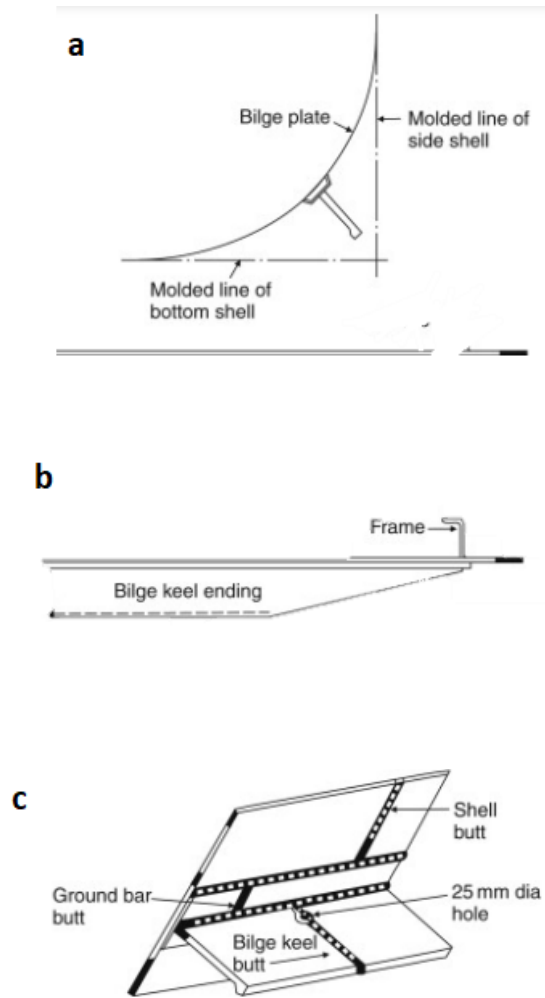 a
Bilge plate
Molded line of
side shell
Molded line of
bottom shell
b
Frame
Bilge keel ending
c
Shell
butt
Ground bar
butt
25 mm dia
hole
Bilge keel
butt